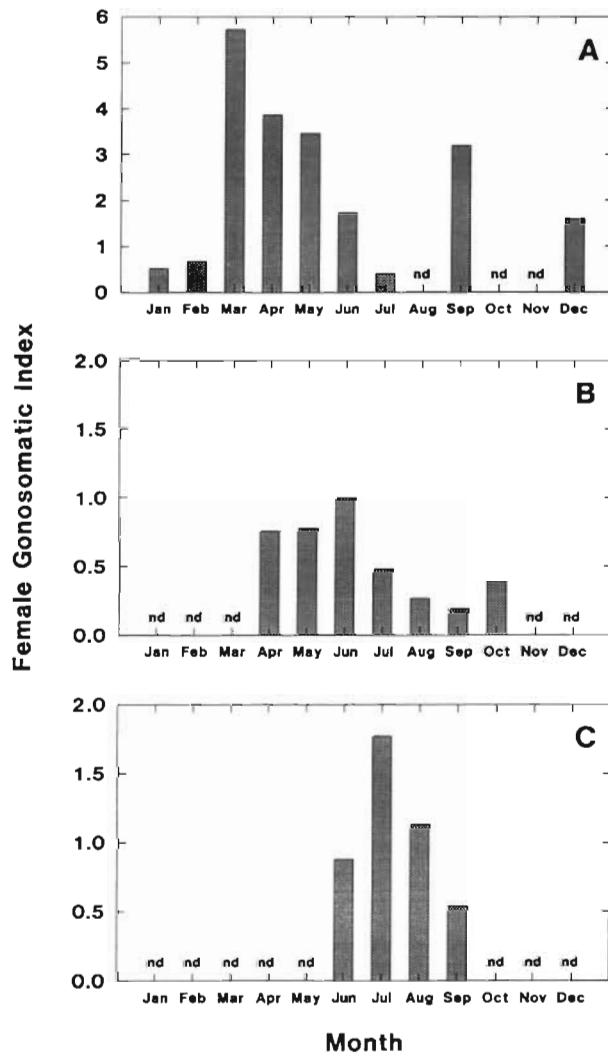 Female Gonosomatic Index
A
6
5
4
3
2
1
0
nd nd nd
Jan Feb Mar Apr May Jun Jul Aug Sep Oct Nov Dec
B
2.0
1.5
1.0
0.5
0.0
nd nd nd nd nd
Jan Feb Mar Apr May Jun Jul Aug Sep Oct Nov Dec
C
2.0
1.5
1.0
0.5
0.0
nd nd nd nd nd nd nd nd
Jan Feb Mar Apr May Jun Jul Aug Sep Oct Nov Dec
Month